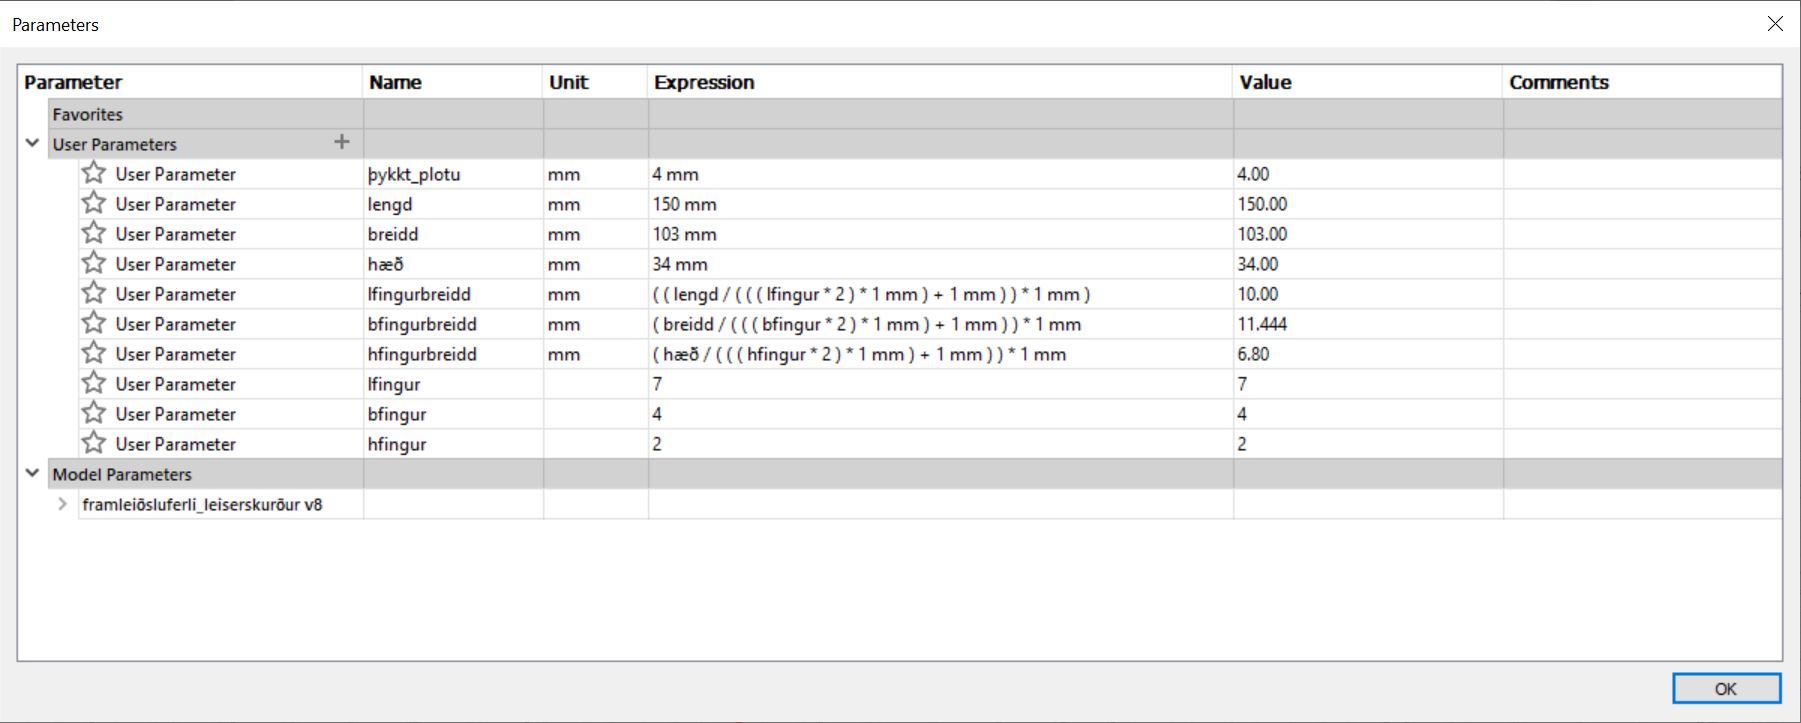 Parameters
Parameter Name Unit Expression Value Comments
Favorites
User Parameters +
User Parameter þykkt_plotu mm 4 mm 4.00
User Parameter lengd mm 150 mm 150.00
User Parameter breidd mm 103 mm 103.00
User Parameter hæð mm 34 mm 34.00
User Parameter lfingurbreidd mm ( ( lengd / ( ( ( lfingur * 2 ) * 1 mm ) + 1 mm ) ) * 1 mm ) 10.00
User Parameter bfingurbreidd mm ( breidd / ( ( ( bfingur * 2 ) * 1 mm ) + 1 mm ) ) * 1 mm 11.444
User Parameter hfingurbreidd mm ( hæð / ( ( ( hfingur * 2 ) * 1 mm ) + 1 mm ) ) * 1 mm 6.80
User Parameter lfingur 7 7
User Parameter bfingur 4 4
User Parameter hfingur 2 2
Model Parameters
framleiðsluferli_leiserskurður v8
OK